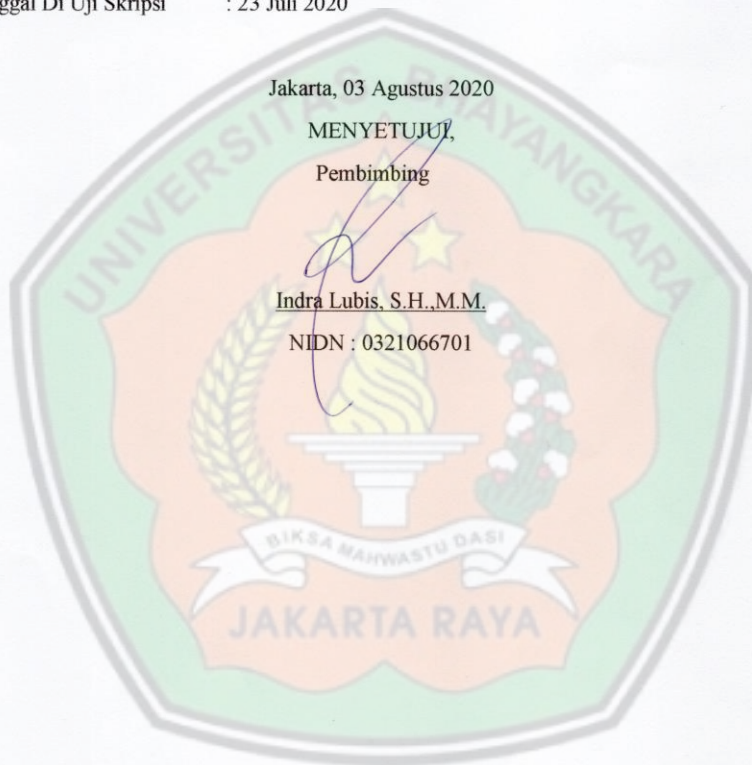 ggal Di Uji Skripsi : 23 Juli 2020
Jakarta, 03 Agustus 2020
MENYETUJUI,
Pembimbing
Indra Lubis, S.H.,M.M.
NIDN : 0321066701
UNIVERSITAS BHAYANGKARA
BIKSA MAHWASTU DASI
JAKARTA RAYA